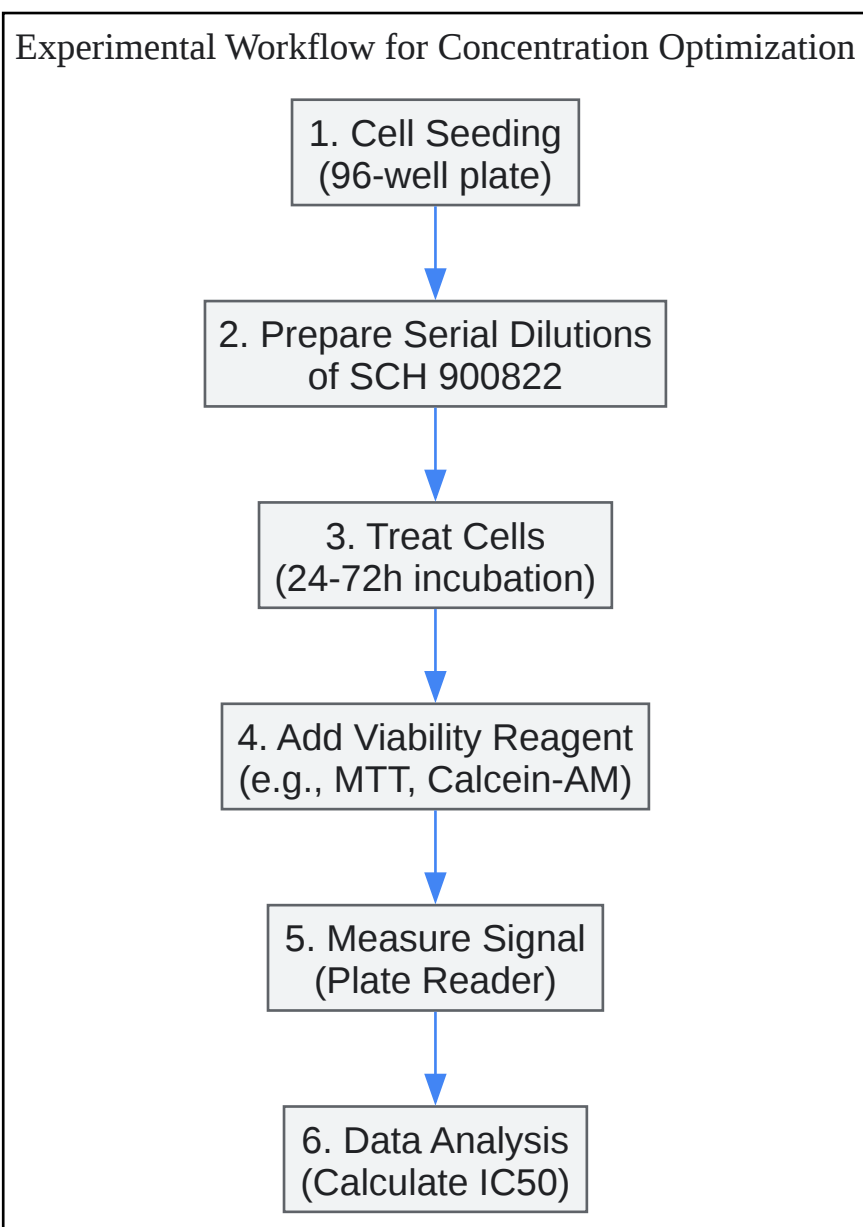 Experimental Workflow for Concentration Optimization
1. Cell Seeding
(96-well plate)
2. Prepare Serial Dilutions
of SCH 900822
3. Treat Cells
(24-72h incubation)
4. Add Viability Reagent
(e.g., MTT, Calcein-AM)
5. Measure Signal
(Plate Reader)
6. Data Analysis
(Calculate IC50)